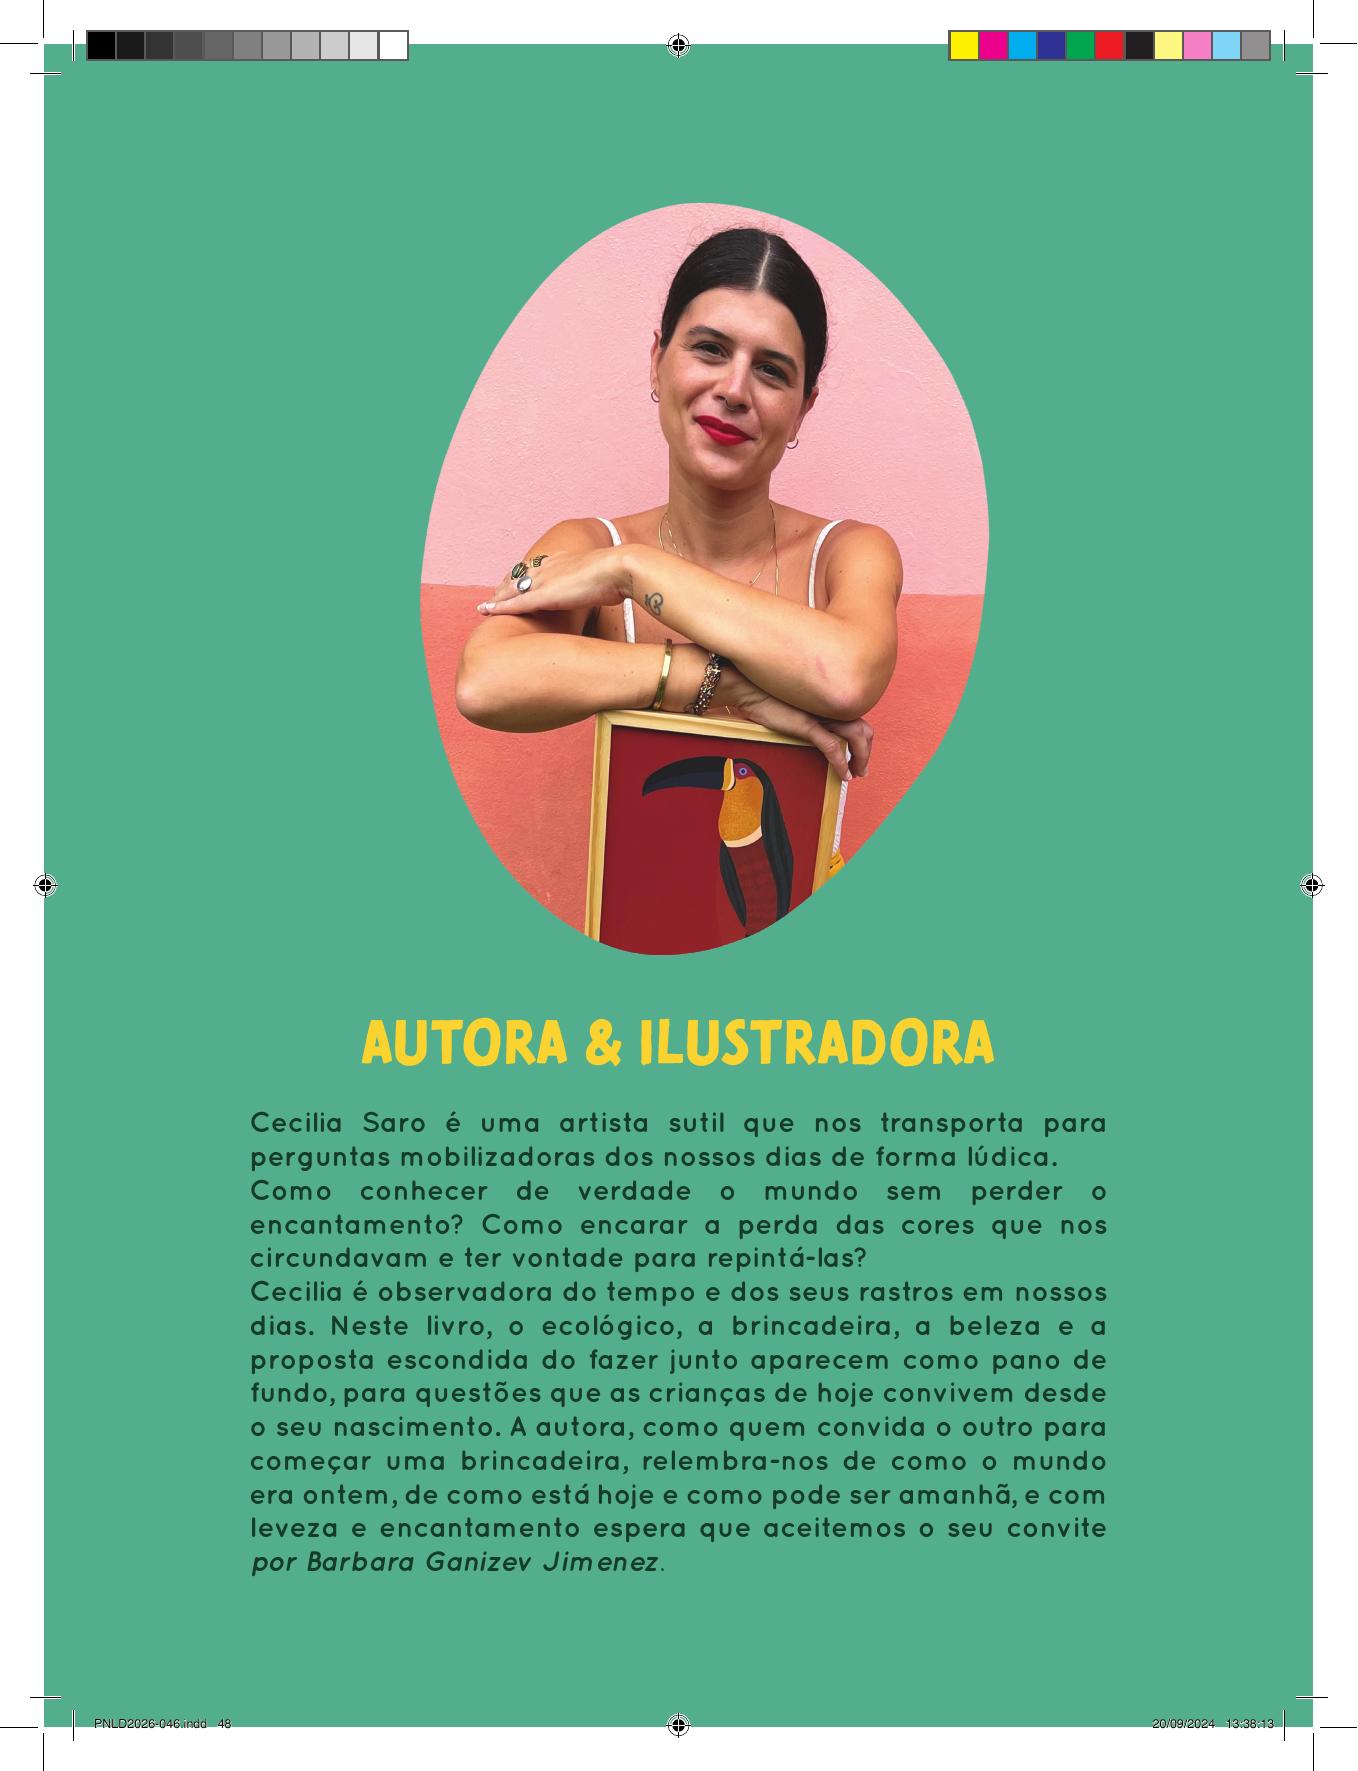 AUTORA & ILUSTRADORA
Cecilia Saro é uma artista sutil que nos transporta para
perguntas mobilizadoras dos nossos dias de forma lúdica.
Como conhecer de verdade o mundo sem perder o
encantamento? Como encarar a perda das cores que nos
circundavam e ter vontade para repintá-las?
Cecilia é observadora do tempo e dos seus rastros em nossos
dias. Neste livro, o ecológico, a brincadeira, a beleza e a
proposta escondida do fazer junto aparecem como pano de
fundo, para questões que as crianças de hoje convivem desde
o seu nascimento. A autora, como quem convida o outro para
começar uma brincadeira, relembra-nos de como o mundo
era ontem, de como está hoje e como pode ser amanhã, e com
leveza e encantamento espera que aceitemos o seu convite
por Barbara Ganizev Jimenez.
PNLD2026-046.indd 48
20/09/2024 13:38:13